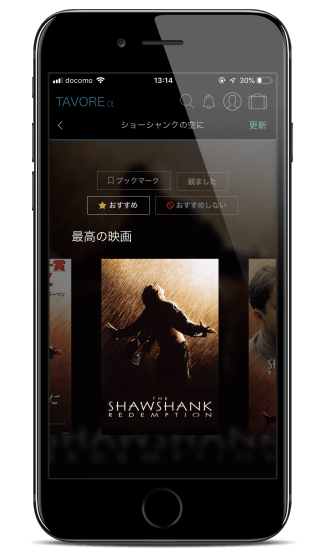 docomo 13:14 30%
TAVORE α
ショーシャンクの空に 更新
ブックマーク 観ました
おすすめ おすすめしない
最高の映画
THE
SHAWSHANK
REDEMPTION